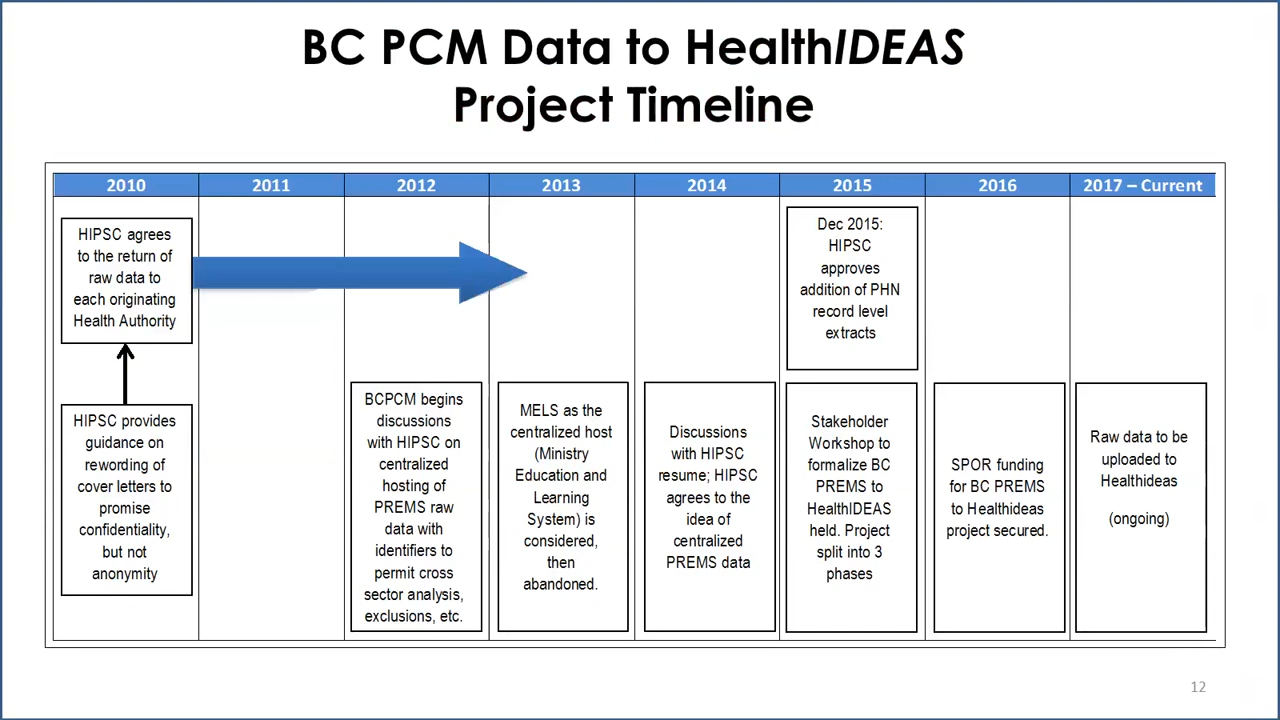 BC PCM Data to HealthIDEAS
Project Timeline
2010
2011
2012
2013
2014
2015
2016
2017 – Current
HIPSC agrees
to the return of
raw data to
each originating
Health Authority
Dec 2015:
HIPSC
approves
addition of PHN
record level
extracts
HIPSC provides
guidance on
rewording of
cover letters to
promise
confidentiality,
but not
anonymity
BCPCM begins
discussions
with HIPSC on
centralized
hosting of
PREMS raw
data with
identifiers to
permit cross
sector analysis,
exclusions, etc.
MELS as the
centralized host
(Ministry
Education and
Learning
System) is
considered,
then
abandoned.
Discussions
with HIPSC
resume; HIPSC
agrees to the
idea of
centralized
PREMS data
Stakeholder
Workshop to
formalize BC
PREMS to
HealthIDEAS
held. Project
split into 3
phases
SPOR funding
for BC PREMS
to Healthideas
project secured.
Raw data to be
uploaded to
Healthideas
(ongoing)
12